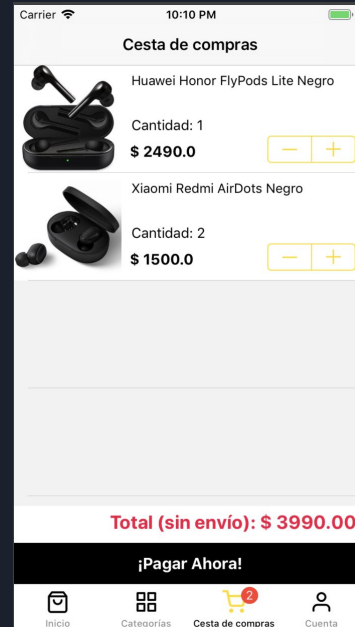 Carrier 10:10 PM
Cesta de compras
Huawei Honor FlyPods Lite Negro
Cantidad: 1
$ 2490.0
Xiaomi Redmi AirDots Negro
Cantidad: 2
$ 1500.0
Total (sin envío): $ 3990.00
¡Pagar Ahora!
2
Inicio Categorías Cesta de compras Cuenta